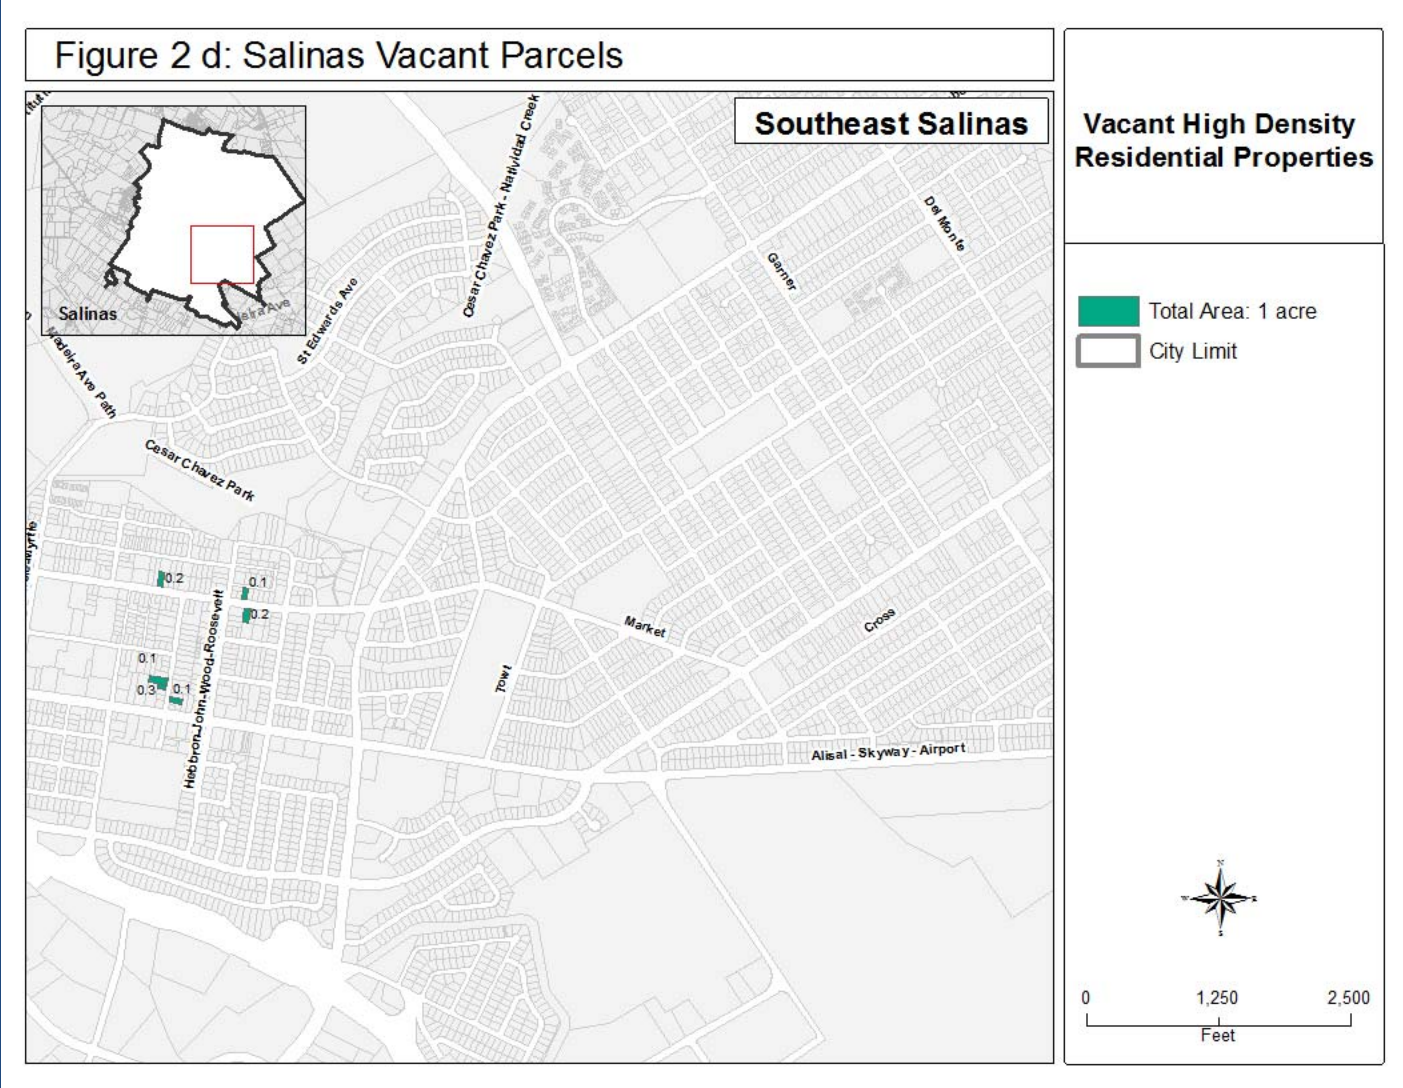 Figure 2 d: Salinas Vacant Parcels
Southeast Salinas
Vacant High Density
Residential Properties
Total Area: 1 acre
City Limit
Salinas
Madeira Ave Path
St Edwards Ave
Cesar Chavez Park - Natividad Creek
Del Monte
Garner
Cesar Chavez Park
0.2
0.1
0.2
Hebbron-John-Wood-Roosevelt
0.1
0.3
0.1
Market
Cross
Towt
Alisal - Skyway - Airport
N
W
E
S
0
1,250
2,500
Feet